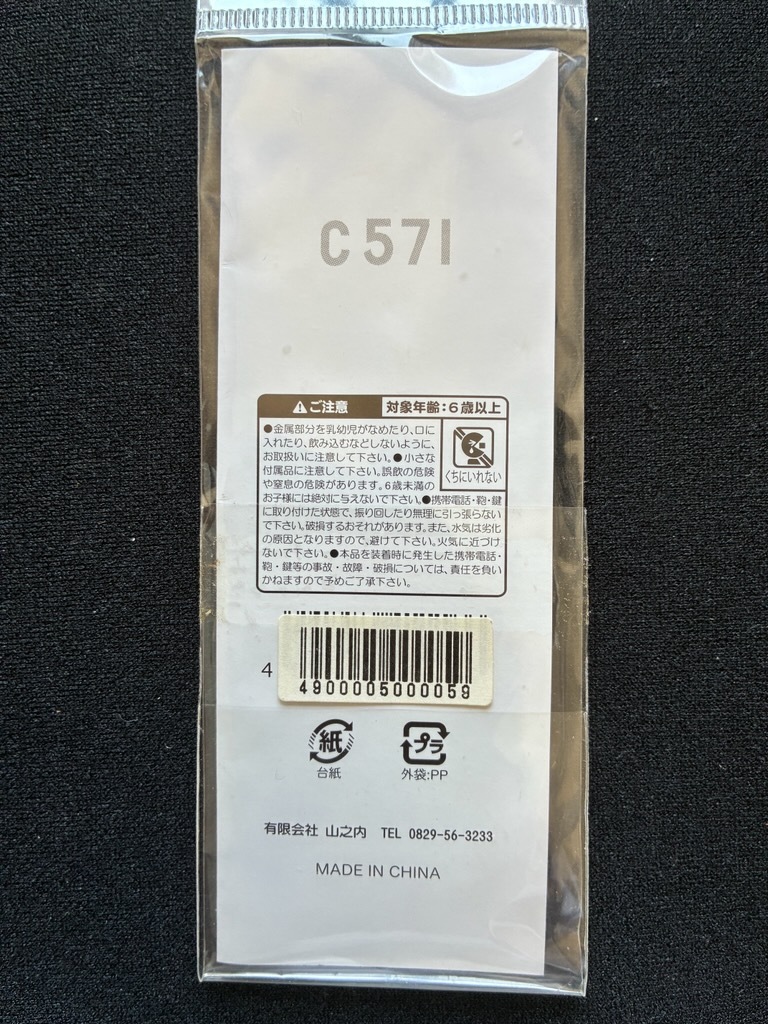 C571
⚠ご注意 対象年齢:6歳以上
●金属部分を乳幼児がなめたり、口に
入れたり、飲み込むなどしないように、
お取扱いに注意して下さい。●小さな
付属品に注意して下さい。誤飲の危険
や窒息の危険があります。6歳未満の
お子様には絶対に与えないで下さい。●携帯電話・鞄・鍵
に取り付けた状態で、振り回したり無理に引っ張らない
で下さい。破損するおそれがあります。また、水気は劣化
の原因となりますので、避けて下さい。火気に近づけ
ないで下さい。●本品を装着時に発生した携帯電話・
鞄・鍵等の事故・故障・破損については、責任を負い
かねますので予めご了承下さい。
くちにいれない
4
4900005000059
紙 プラ
台紙 外袋:PP
有限会社 山之内 TEL 0829-56-3233
MADE IN CHINA